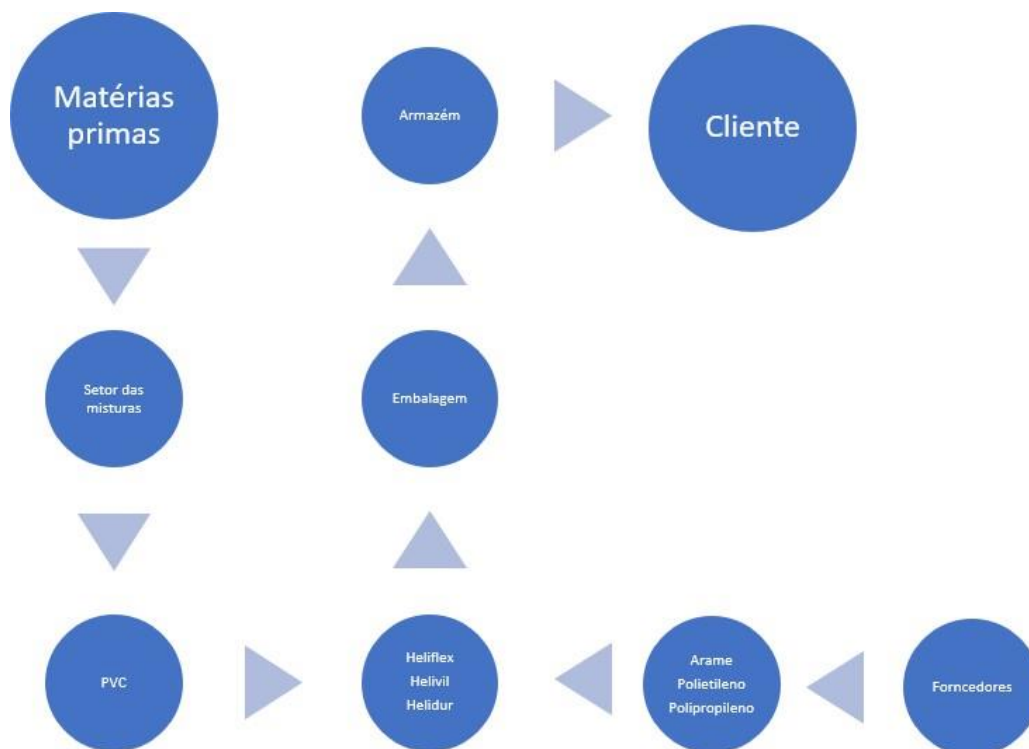 Matérias
primas
Armazém
Cliente
Setor das
misturas
Embalagem
PVC
Heliflex
Helivil
Helidur
Arame
Polietileno
Polipropileno
Forncedores